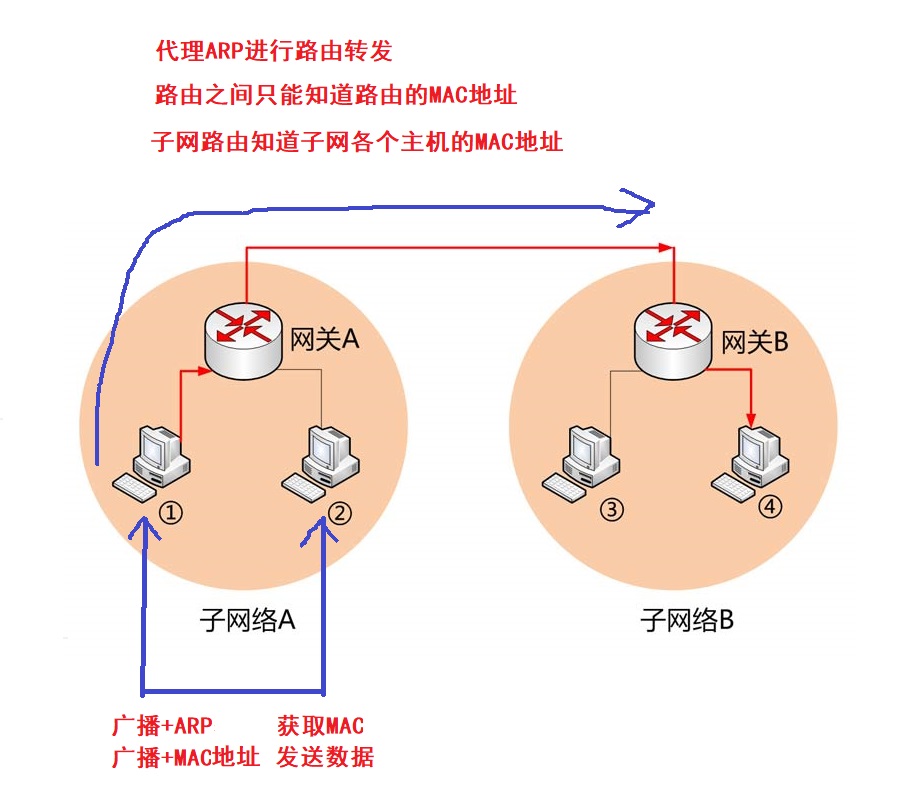 代理ARP进行路由转发
路由之间只能知道路由的MAC地址
子网路由知道子网各个主机的MAC地址
网关A
网关B
①
②
③
④
子网络A
子网络B
广播+ARP 获取MAC
广播+MAC地址 发送数据